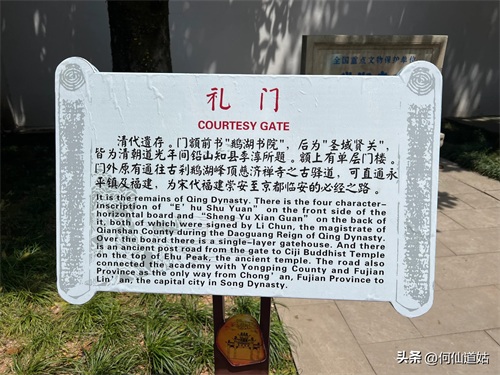 全国重点文物保护单位
礼门
COURTESY GATE
清代遗存。门额前书"鹅湖书院"，后为"圣域贤关"，
皆为清朝道光年间铅山知县李淳所题。额上有单层门楼。
门外原有通往古刹鹅湖峰顶慈济禅寺之古驿道，可直通永
平镇及福建，为宋代福建崇安至京都临安的必经之路。
It is the remains of Qing Dynasty. There is the four character-
inscription of "E' hu Shu Yuan" on the front side of the
horizontal board and "Sheng Yu Xian Guan" on the back of
it, both of which were signed by Li Chun, the magistrate of
Qianshan County during the Daoguang Reign of Qing Dynasty.
Over the board there is a single-layer gatehouse. And there
is an ancient post road from the gate to Ciji Buddhist Temple
on the top of Ehu Peak, the ancient temple. The road also
connected the academy with Yongping County and Fujian
Province as the only way from Chong' an, Fujian Province to
Lin' an, the capital city in Song Dynasty.
头条 @何仙道姑